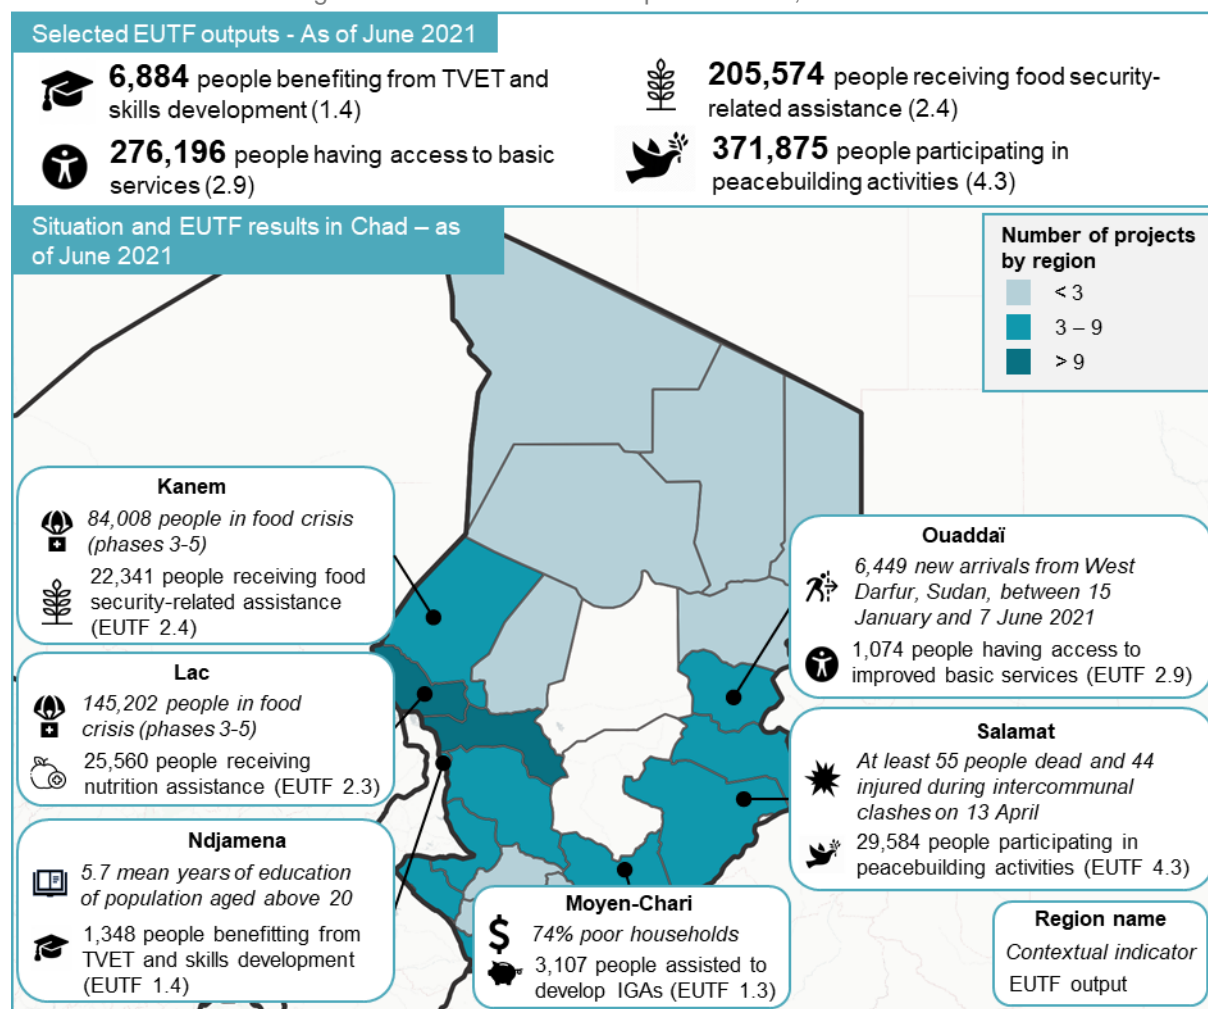 Selected EUTF outputs - As of June 2021
6,884 people benefiting from TVET and
skills development (1.4)
276,196 people having access to basic
services (2.9)
205,574 people receiving food security-
related assistance (2.4)
371,875 people participating in
peacebuilding activities (4.3)
Situation and EUTF results in Chad – as
of June 2021
Number of projects
by region
< 3
3 – 9
> 9
Kanem
84,008 people in food crisis
(phases 3-5)
22,341 people receiving food
security-related assistance
(EUTF 2.4)
Lac
145,202 people in food
crisis (phases 3-5)
25,560 people receiving
nutrition assistance (EUTF 2.3)
Ndjamena
5.7 mean years of education
of population aged above 20
1,348 people benefitting from
TVET and skills development
(EUTF 1.4)
Moyen-Chari
74% poor households
3,107 people assisted to
develop IGAs (EUTF 1.3)
Ouaddaï
6,449 new arrivals from West
Darfur, Sudan, between 15
January and 7 June 2021
1,074 people having access to
improved basic services (EUTF 2.9)
Salamat
At least 55 people dead and 44
injured during intercommunal
clashes on 13 April
29,584 people participating in
peacebuilding activities (EUTF 4.3)
Region name
Contextual indicator
EUTF output